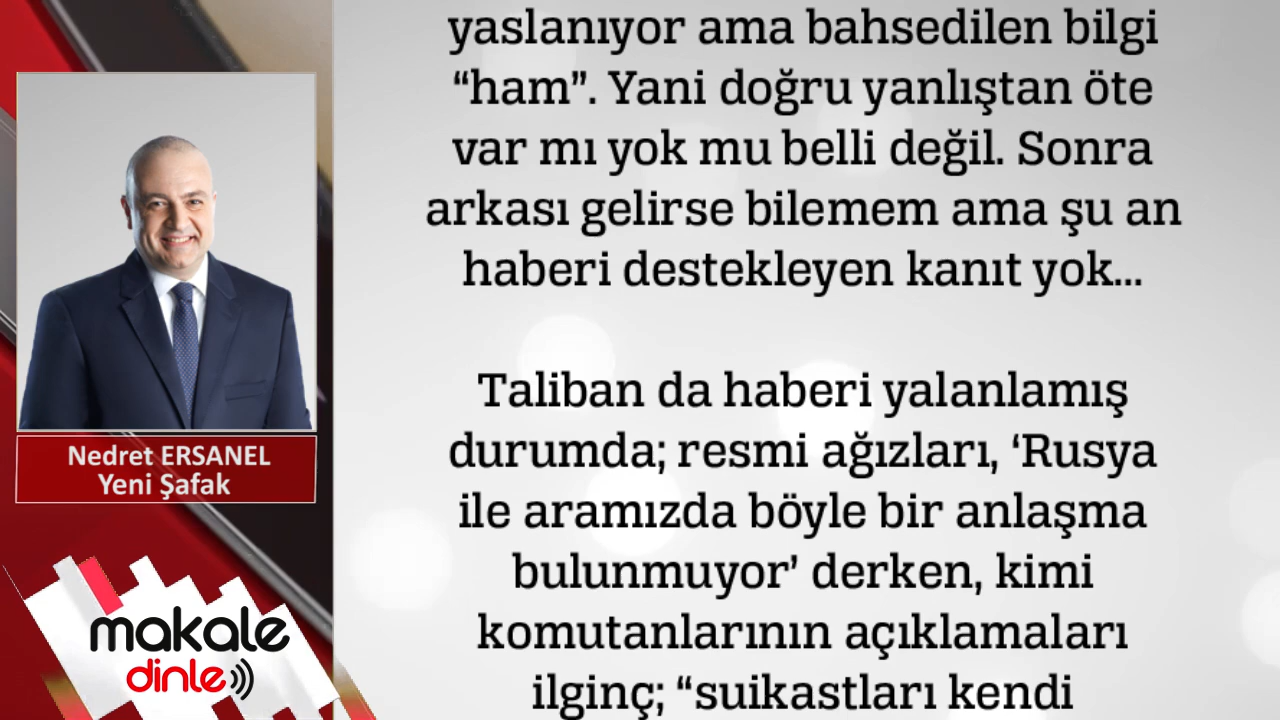 yaslanıyor ama bahsedilen bilgi
“ham”. Yani doğru yanlıştan öte
var mı yok mu belli değil. Sonra
arkası gelirse bilemem ama şu an
haberi destekleyen kanıt yok...
Taliban da haberi yalanlamış
durumda; resmi ağızları, ‘Rusya
ile aramızda böyle bir anlaşma
bulunmuyor’ derken, kimi
komutanlarının açıklamaları
ilginç; “suikastları kendi
Nedret ERSANEL
Yeni Şafak
makale
dinle